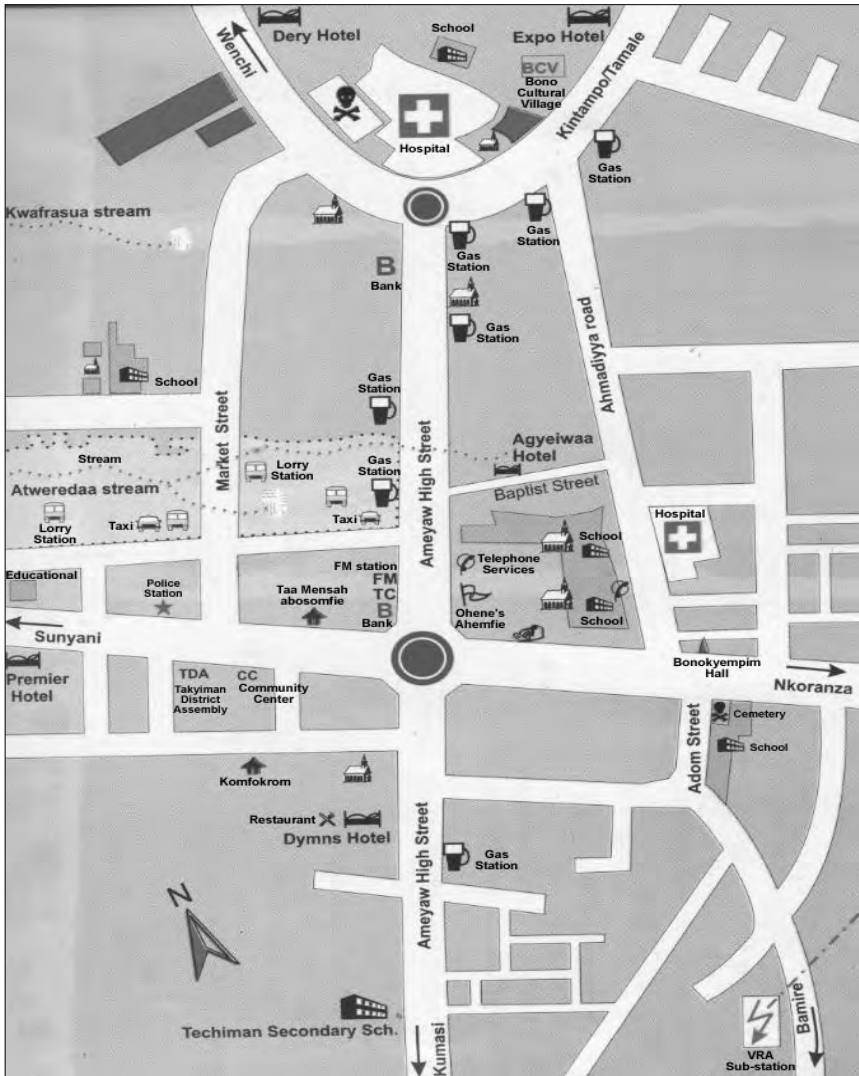 Dery Hotel
Expo Hotel
School
Wenchi
BCV
Bono
Cultural
Village
Kintampo/Tamale
Hospital
Gas
Station
Kwafrasua stream
Gas
Station
Gas
Station
B
Bank
Gas
Station
Ahmadiyya road
School
Gas
Station
Market Street
Ameyaw High Street
Agyeiwaa
Hotel
Stream
Lorry
Station
Gas
Station
Atweredaa stream
Baptist Street
Lorry
Station
Taxi
Taxi
Hospital
School
Telephone
Services
Educational
Police
Station
FM station
FM
TC
B
Bank
Taa Mensah
abosomfie
Ohene's
Ahemfie
School
Sunyani
Bonokyempim
Hall
Nkoranza
Premier
Hotel
TDA
Takyiman
District
Assembly
CC
Community
Center
Cemetery
School
Adom Street
Komfokrom
Restaurant
Dymns Hotel
Gas
Station
Ameyaw High Street
N
Techiman Secondary Sch.
Kumasi
Bamire
VRA
Sub-station